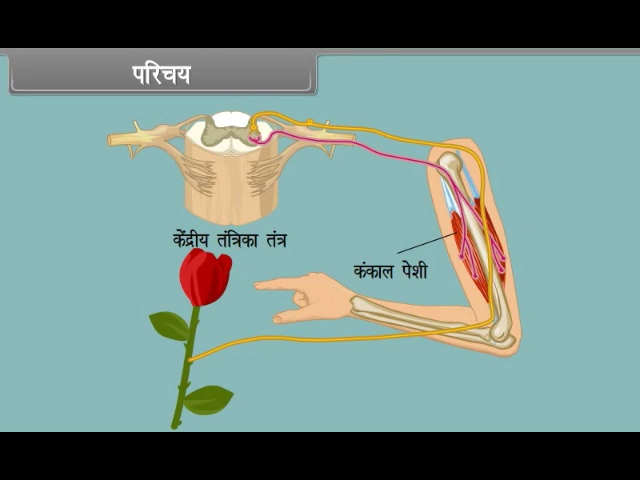 परिचय
केंद्रीय तंत्रिका तंत्र
कंकाल पेशी